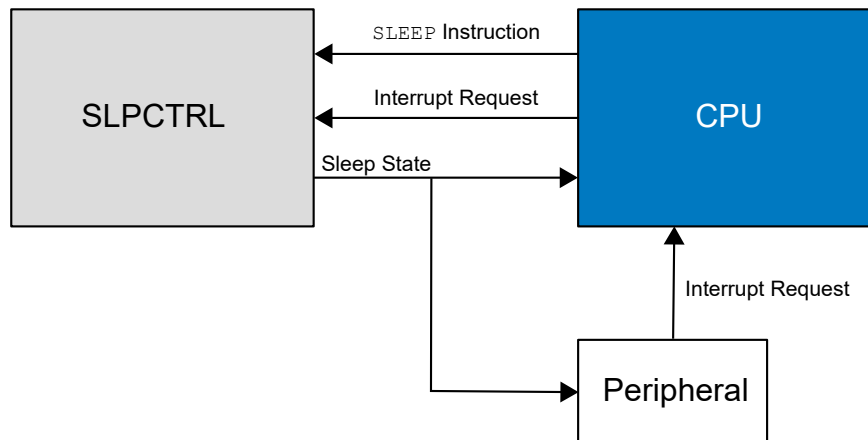 SLEEP Instruction
SLPCTRL
Interrupt Request
CPU
Sleep State
Interrupt Request
Peripheral